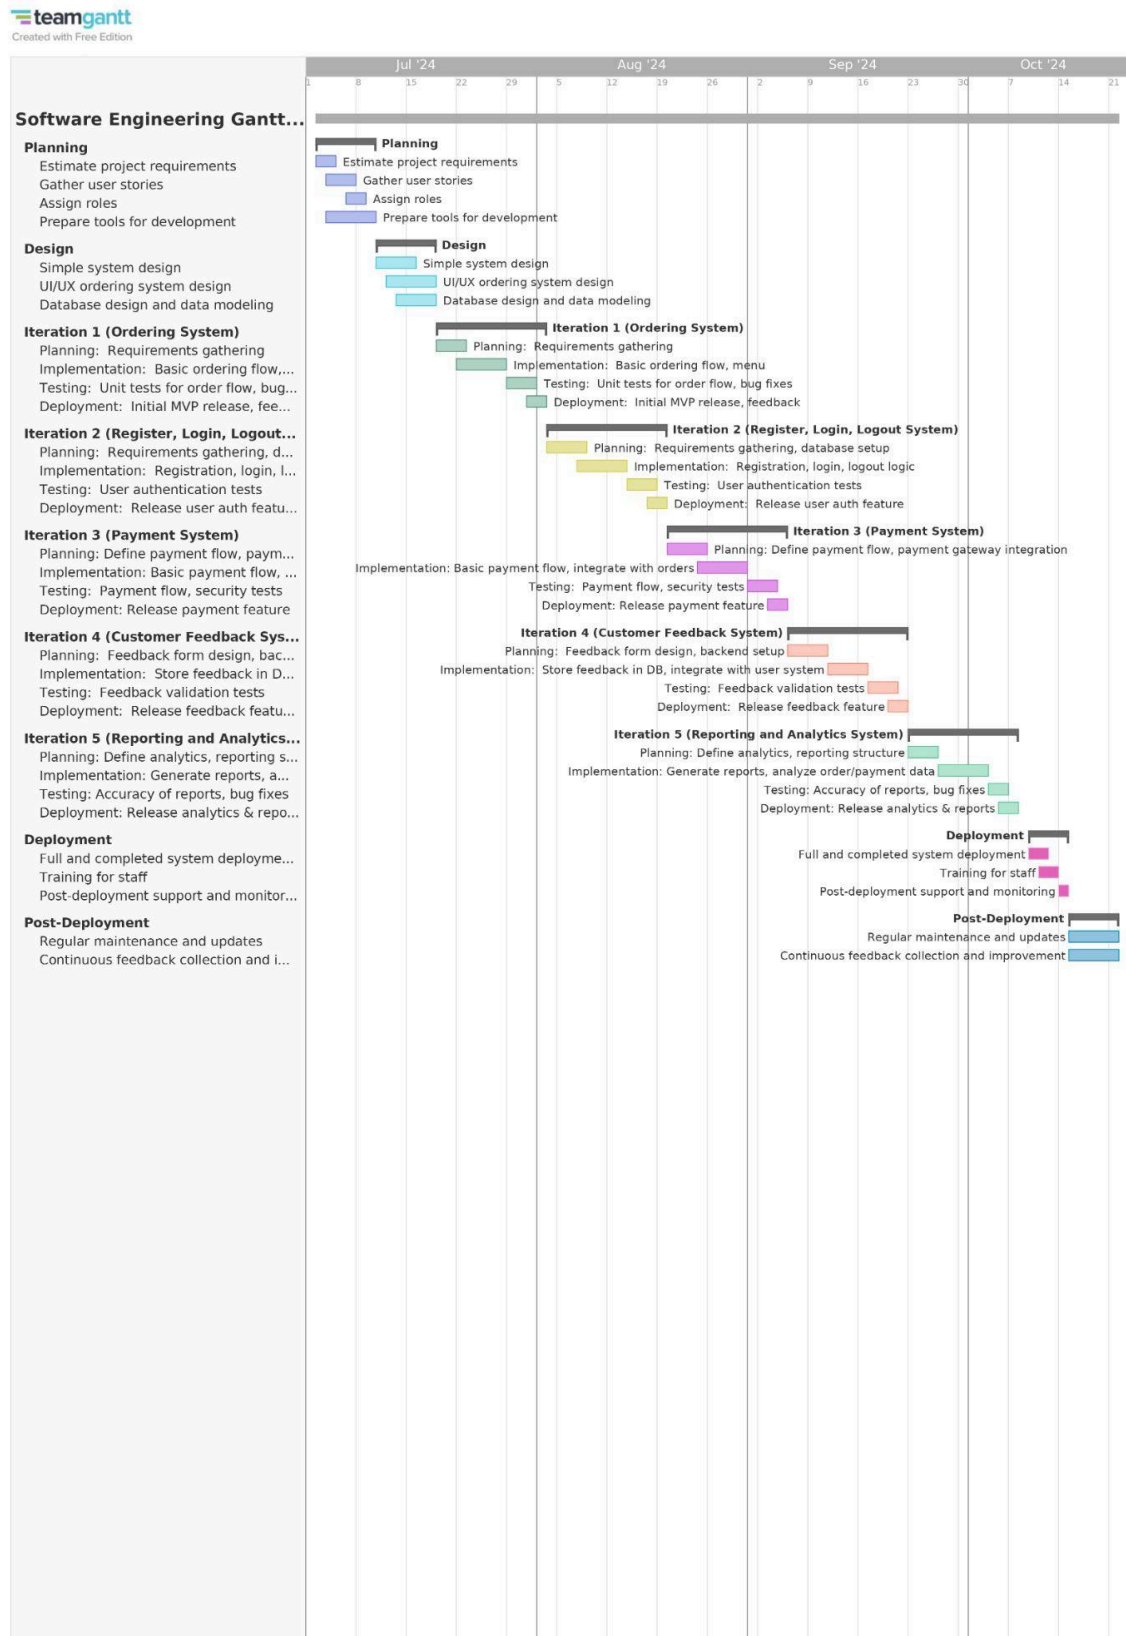 teamgantt
Created with Free Edition
Jul '24 Aug '24 Sep '24 Oct '24
1 8 15 22 29 5 12 19 26 2 9 16 23 30 7 14 21
Software Engineering Gantt...
Planning
Planning
Estimate project requirements
Estimate project requirements
Gather user stories
Gather user stories
Assign roles
Assign roles
Prepare tools for development
Prepare tools for development
Design
Design
Simple system design
Simple system design
UI/UX ordering system design
UI/UX ordering system design
Database design and data modeling
Database design and data modeling
Iteration 1 (Ordering System)
Iteration 1 (Ordering System)
Planning: Requirements gathering
Planning: Requirements gathering
Implementation: Basic ordering flow,...
Implementation: Basic ordering flow, menu
Testing: Unit tests for order flow, bug...
Testing: Unit tests for order flow, bug fixes
Deployment: Initial MVP release, fee...
Deployment: Initial MVP release, feedback
Iteration 2 (Register, Login, Logout...
Iteration 2 (Register, Login, Logout System)
Planning: Requirements gathering, d...
Planning: Requirements gathering, database setup
Implementation: Registration, login, l...
Implementation: Registration, login, logout logic
Testing: User authentication tests
Testing: User authentication tests
Deployment: Release user auth featu...
Deployment: Release user auth feature
Iteration 3 (Payment System)
Iteration 3 (Payment System)
Planning: Define payment flow, paym...
Planning: Define payment flow, payment gateway integration
Implementation: Basic payment flow, ...
Implementation: Basic payment flow, integrate with orders
Testing: Payment flow, security tests
Testing: Payment flow, security tests
Deployment: Release payment feature
Deployment: Release payment feature
Iteration 4 (Customer Feedback Sys...
Iteration 4 (Customer Feedback System)
Planning: Feedback form design, bac...
Planning: Feedback form design, backend setup
Implementation: Store feedback in D...
Implementation: Store feedback in DB, integrate with user system
Testing: Feedback validation tests
Testing: Feedback validation tests
Deployment: Release feedback featu...
Deployment: Release feedback feature
Iteration 5 (Reporting and Analytics...
Iteration 5 (Reporting and Analytics System)
Planning: Define analytics, reporting s...
Planning: Define analytics, reporting structure
Implementation: Generate reports, a...
Implementation: Generate reports, analyze order/payment data
Testing: Accuracy of reports, bug fixes
Testing: Accuracy of reports, bug fixes
Deployment: Release analytics & repo...
Deployment: Release analytics & reports
Deployment
Deployment
Full and completed system deployme...
Full and completed system deployment
Training for staff
Training for staff
Post-deployment support and monitor...
Post-deployment support and monitoring
Post-Deployment
Post-Deployment
Regular maintenance and updates
Regular maintenance and updates
Continuous feedback collection and i...
Continuous feedback collection and improvement